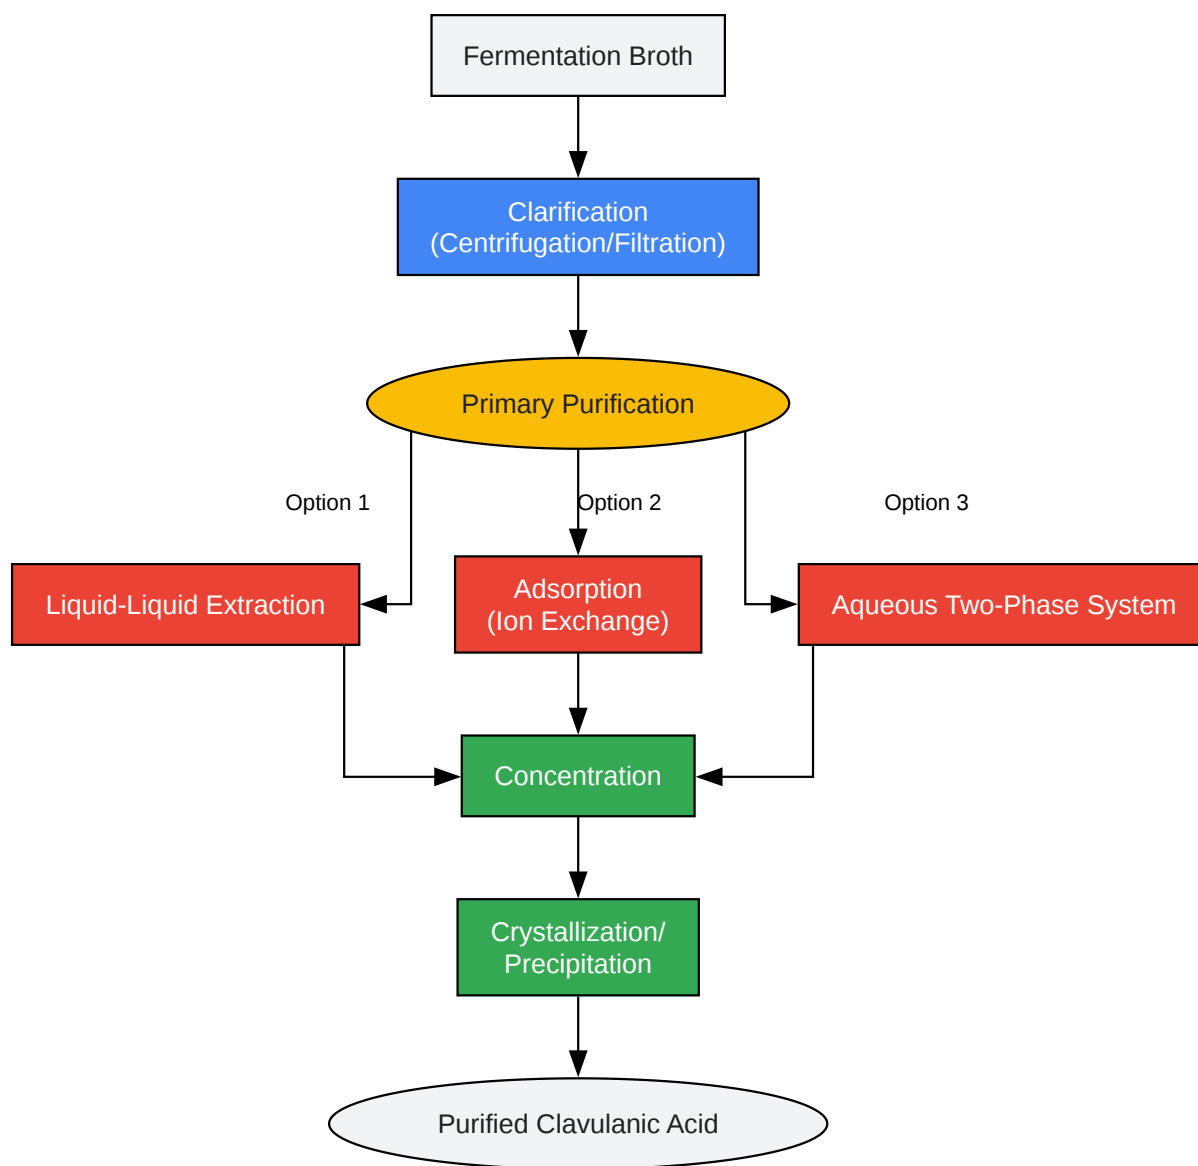 Fermentation Broth
Clarification
(Centrifugation/Filtration)
Primary Purification
Option 1
Option 2
Option 3
Liquid-Liquid Extraction
Adsorption
(Ion Exchange)
Aqueous Two-Phase System
Concentration
Crystallization/
Precipitation
Purified Clavulanic Acid